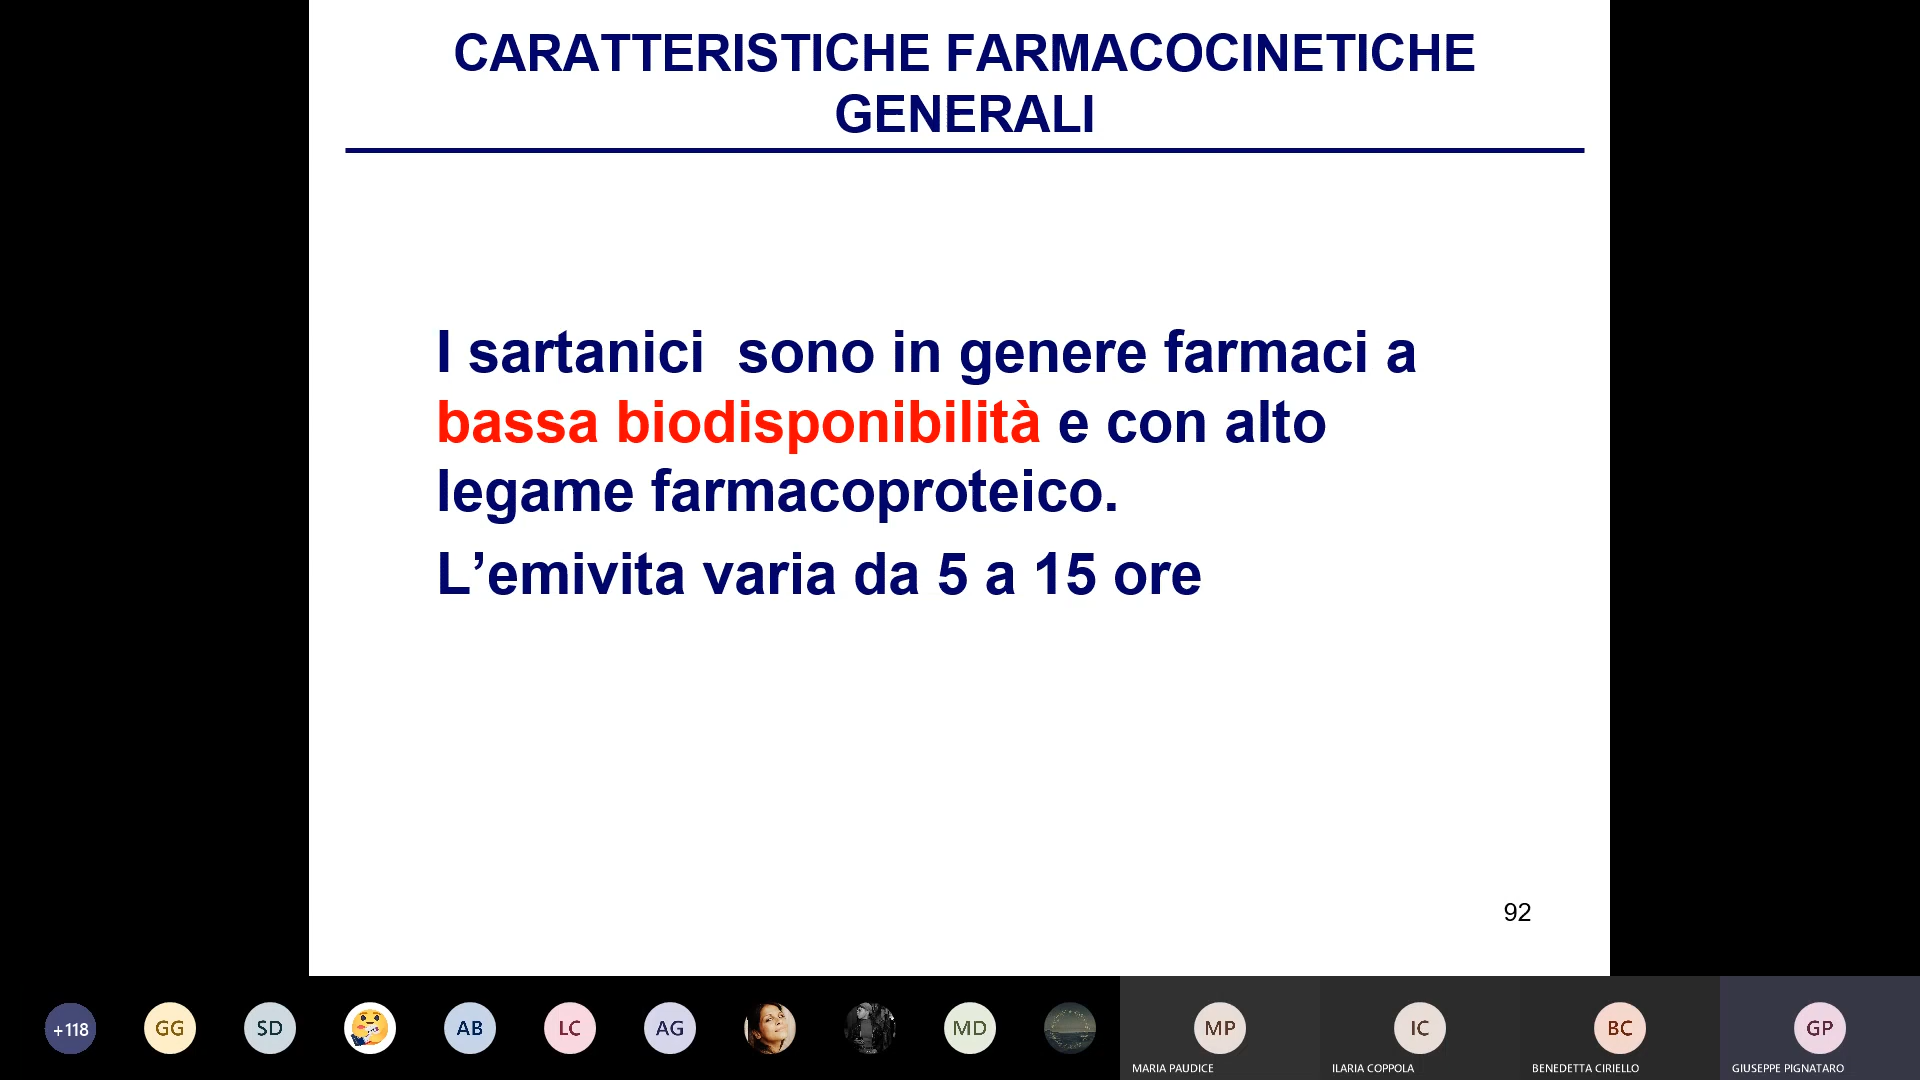 CARATTERISTICHE FARMACOCINETICHE
GENERALI
I sartanici  sono in genere farmaci a
bassa biodisponibilità e con alto
legame farmacoproteico.
L’emivita varia da 5 a 15 ore
92
+118
GG
SD
AB
LC
AG
MD
MP
IC
BC
GP
MARIA PAUDICE
ILARIA COPPOLA
BENEDETTA CIRIELLO
GIUSEPPE PIGNATARO